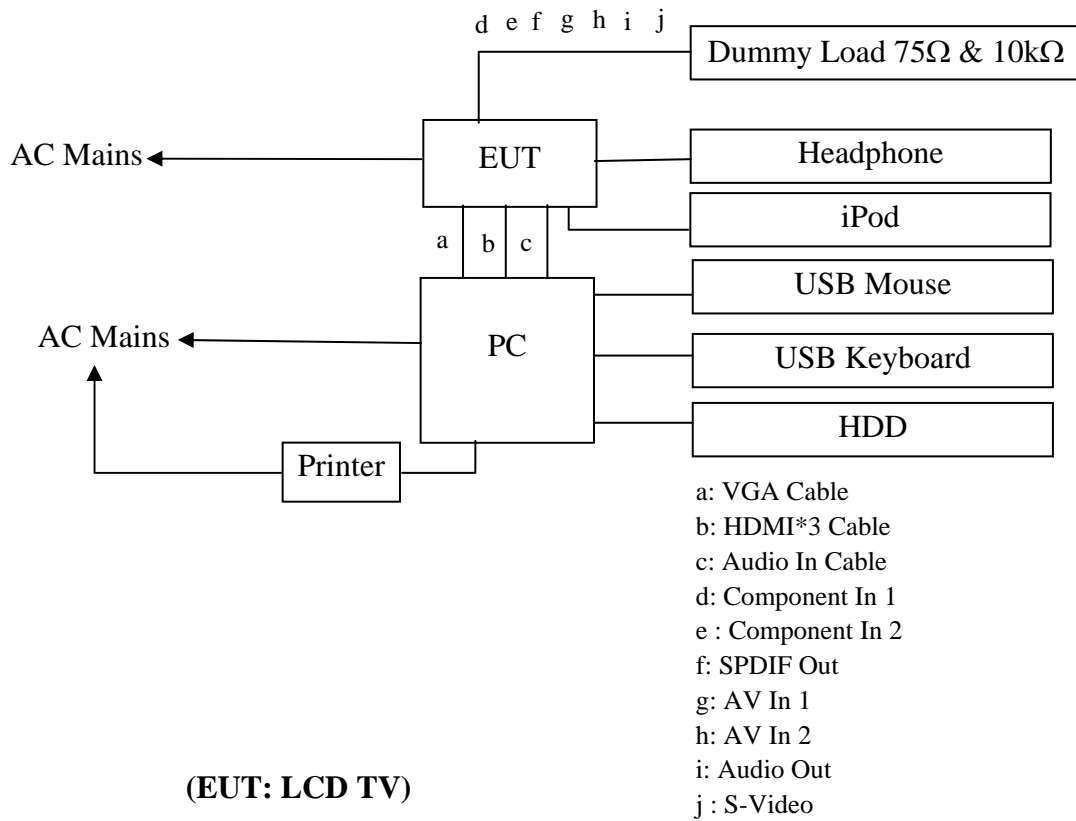 d e f g h i j
Dummy Load 75Ω & 10kΩ
AC Mains
EUT
Headphone
iPod
a b c
USB Mouse
AC Mains
PC
USB Keyboard
HDD
Printer
a: VGA Cable
b: HDMI*3 Cable
c: Audio In Cable
d: Component In 1
e : Component In 2
f: SPDIF Out
g: AV In 1
h: AV In 2
i: Audio Out
j : S-Video
(EUT: LCD TV)